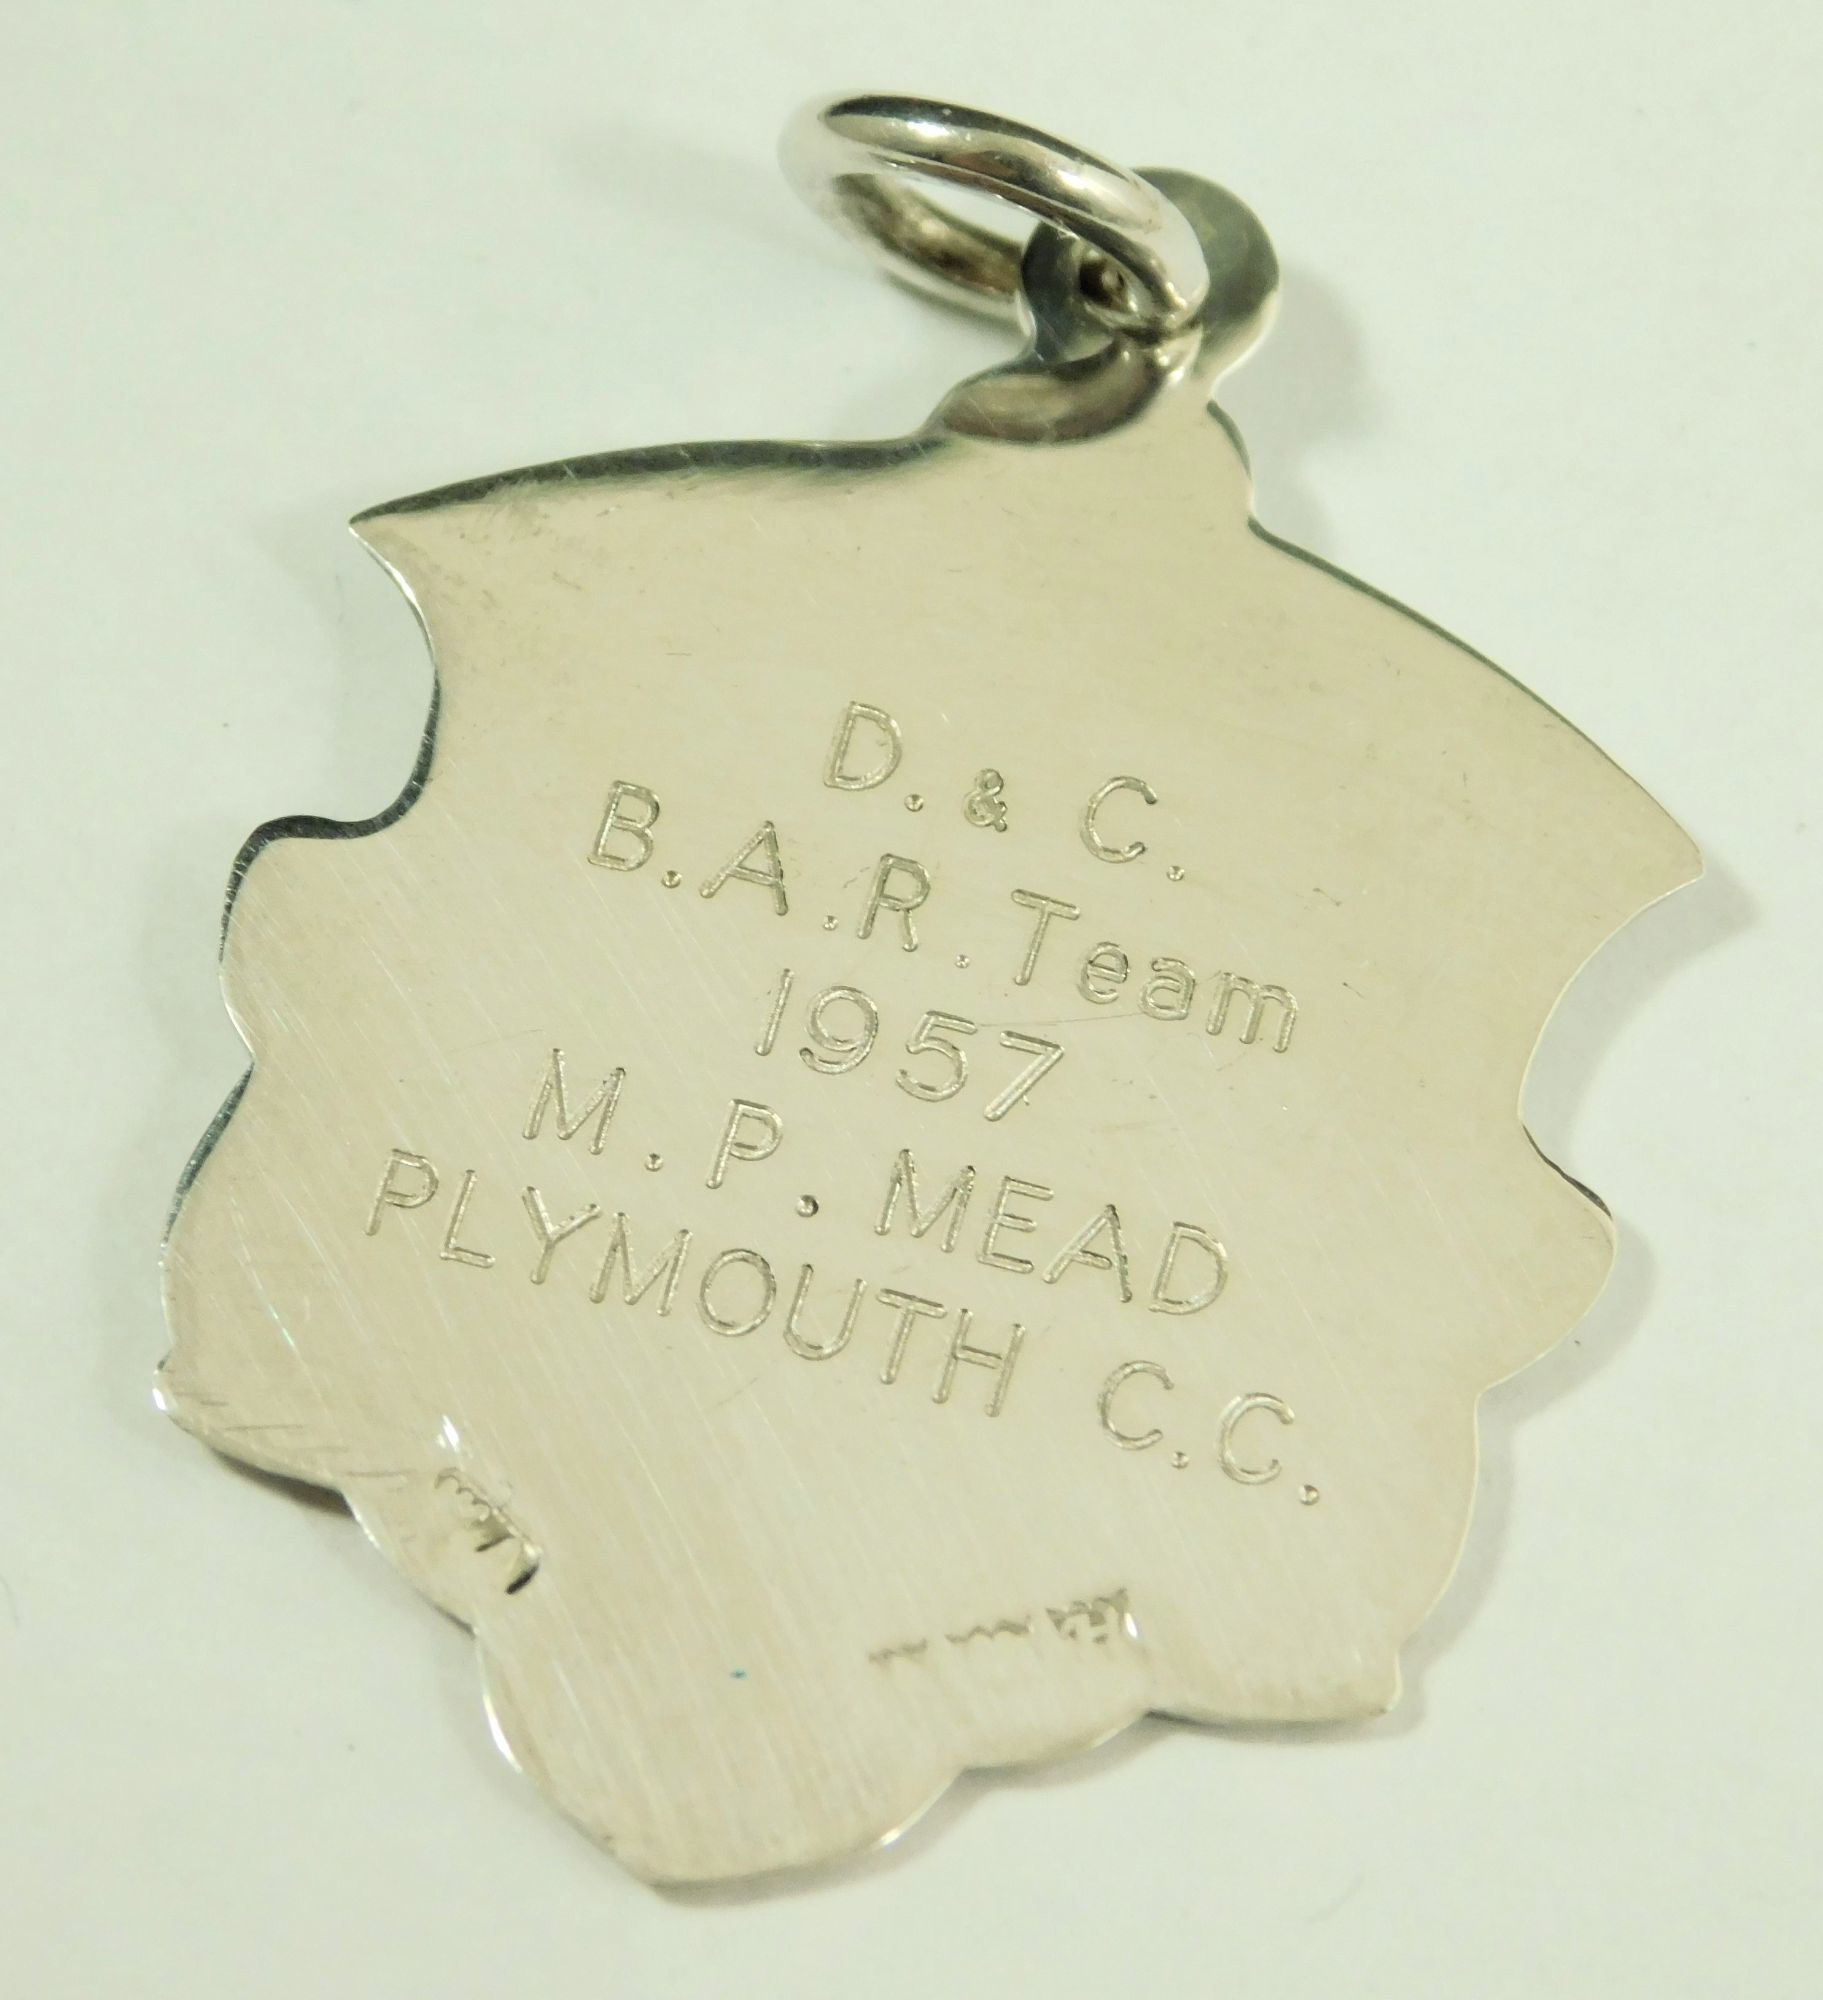 D. & C.
B.A.R. Team
1957
M. P. MEAD
PLYMOUTH C.C.